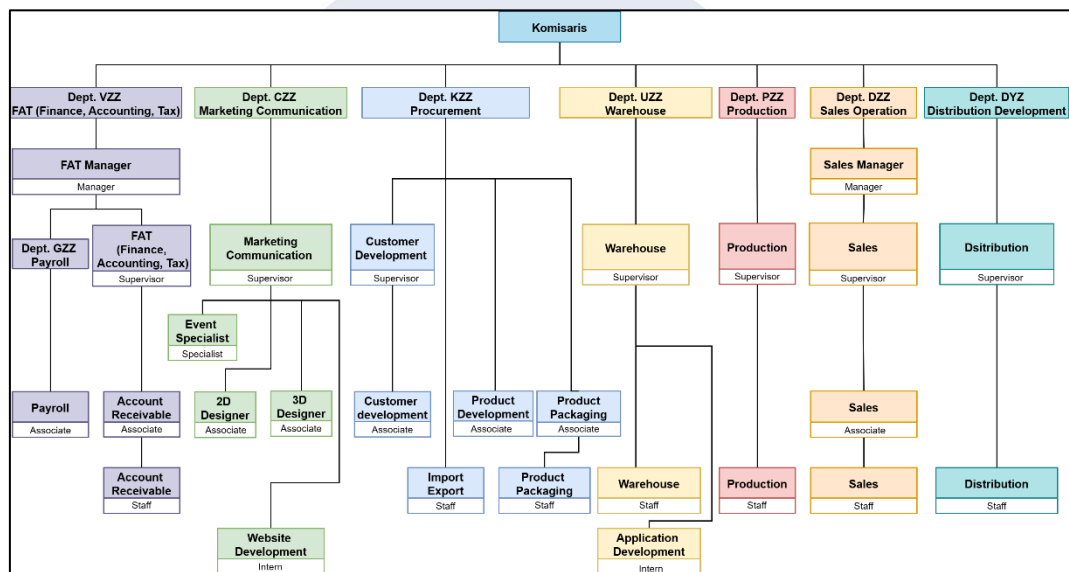 Komisaris
Dept. VZZ
FAT (Finance, Accounting, Tax)
Dept. CZZ
Marketing Communication
Dept. KZZ
Procurement
Dept. UZZ
Warehouse
Dept. PZZ
Production
Dept. DZZ
Sales Operation
Dept. DYZ
Distribution Development
FAT Manager
Manager
Sales Manager
Manager
Dept. GZZ
Payroll
FAT
(Finance,
Accounting, Tax)
Supervisor
Marketing
Communication
Supervisor
Customer
Development
Supervisor
Warehouse
Supervisor
Production
Supervisor
Sales
Supervisor
Dsitribution
Supervisor
Event
Specialist
Specialist
Payroll
Associate
Account
Receivable
Associate
2D
Designer
Associate
3D
Designer
Associate
Customer
development
Associate
Product
Development
Associate
Product
Packaging
Associate
Sales
Associate
Account
Receivable
Staff
Import
Export
Staff
Product
Packaging
Staff
Warehouse
Staff
Production
Staff
Sales
Staff
Distribution
Staff
Website
Development
Intern
Application
Development
Intern